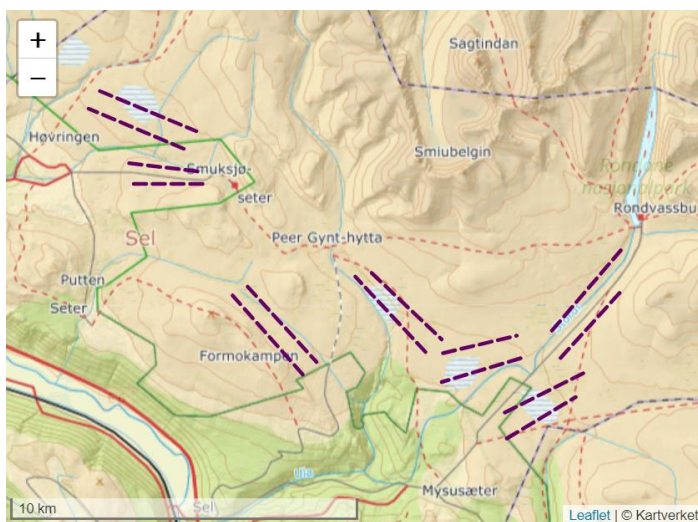 +
−
Sagtindan
Høvringen
Smiubelgin
Smuksjø-
seter
Rondane
nasjonalpark
Rondvassbu
Sel
Peer Gynt-hytta
Putten
Seter
Formokampen
Ula
Mysusæter
10 km
Sel
Leaflet | © Kartverket